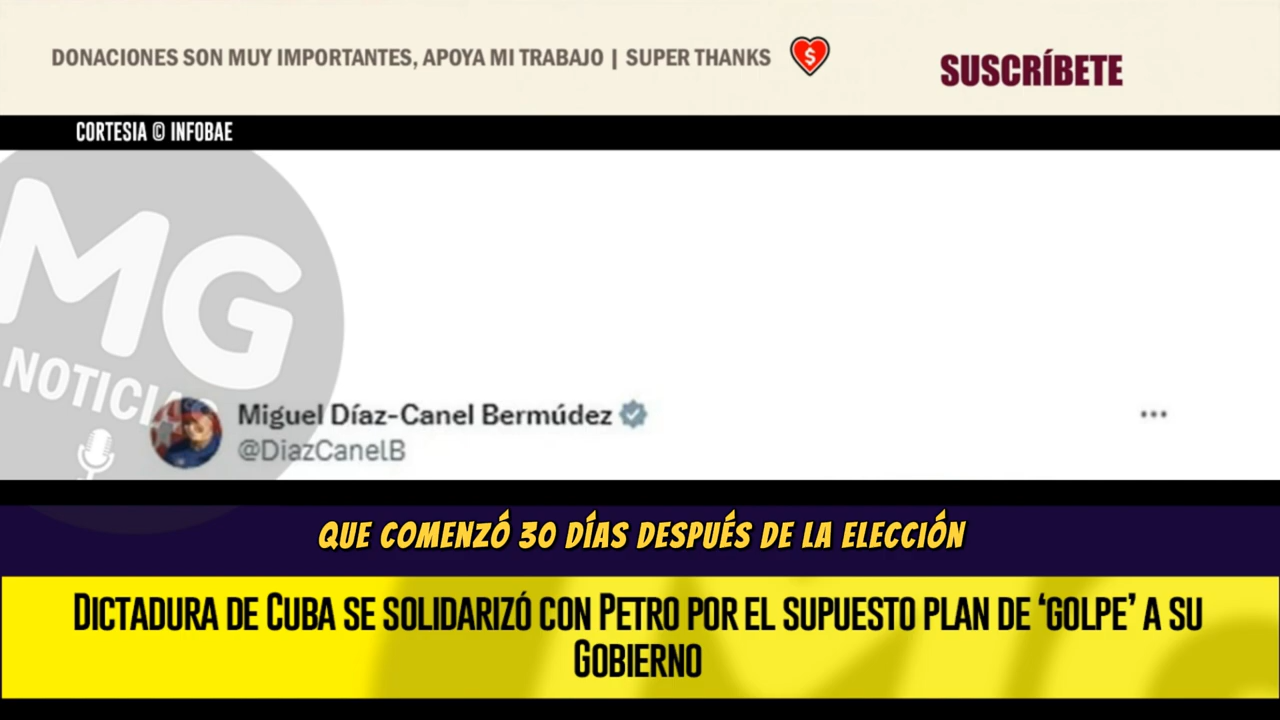 DONACIONES SON MUY IMPORTANTES, APOYA MI TRABAJO | SUPER THANKS
SUSCRÍBETE
CORTESIA © INFOBAE
MG
NOTICIAS
Miguel Díaz-Canel Bermúdez
@DiazCanelB
QUE COMENZÓ 30 DÍAS DESPUÉS DE LA ELECCIÓN
DICTADURA DE CUBA SE SOLIDARIZÓ CON PETRO POR EL SUPUESTO PLAN DE ‘GOLPE’ A SU
GOBIERNO